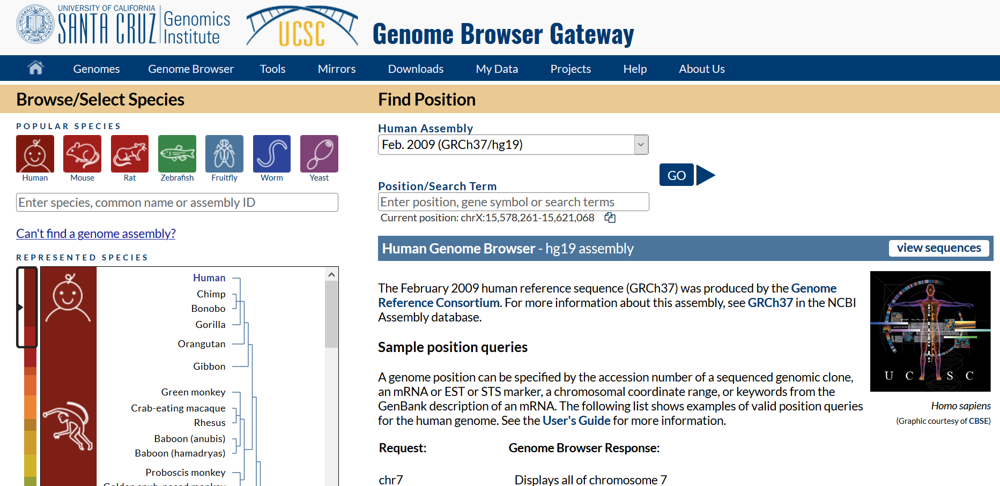 UNIVERSITY OF CALIFORNIA
SANTA CRUZ
Genomics
Institute
UCSC
Genome Browser Gateway
Genomes
Genome Browser
Tools
Mirrors
Downloads
My Data
Projects
Help
About Us
Browse/Select Species
POPULAR SPECIES
Human
Mouse
Rat
Zebrafish
Fruitfly
Worm
Yeast
Enter species, common name or assembly ID
Can't find a genome assembly?
REPRESENTED SPECIES
Human
Chimp
Bonobo
Gorilla
Orangutan
Gibbon
Green monkey
Crab-eating macaque
Rhesus
Baboon (anubis)
Baboon (hamadryas)
Proboscis monkey
Find Position
Human Assembly
Feb. 2009 (GRCh37/hg19)
GO
Position/Search Term
Enter position, gene symbol or search terms
Current position: chrX:15,578,261-15,621,068
Human Genome Browser - hg19 assembly
view sequences
The February 2009 human reference sequence (GRCh37) was produced by the Genome
Reference Consortium. For more information about this assembly, see GRCh37 in the NCBI
Assembly database.
Sample position queries
A genome position can be specified by the accession number of a sequenced genomic clone,
an mRNA or EST or STS marker, a chromosomal coordinate range, or keywords from the
GenBank description of an mRNA. The following list shows examples of valid position queries
for the human genome. See the User's Guide for more information.
Request:
Genome Browser Response:
chr7
Displays all of chromosome 7
U C S C
Homo sapiens
(Graphic courtesy of CBSE)